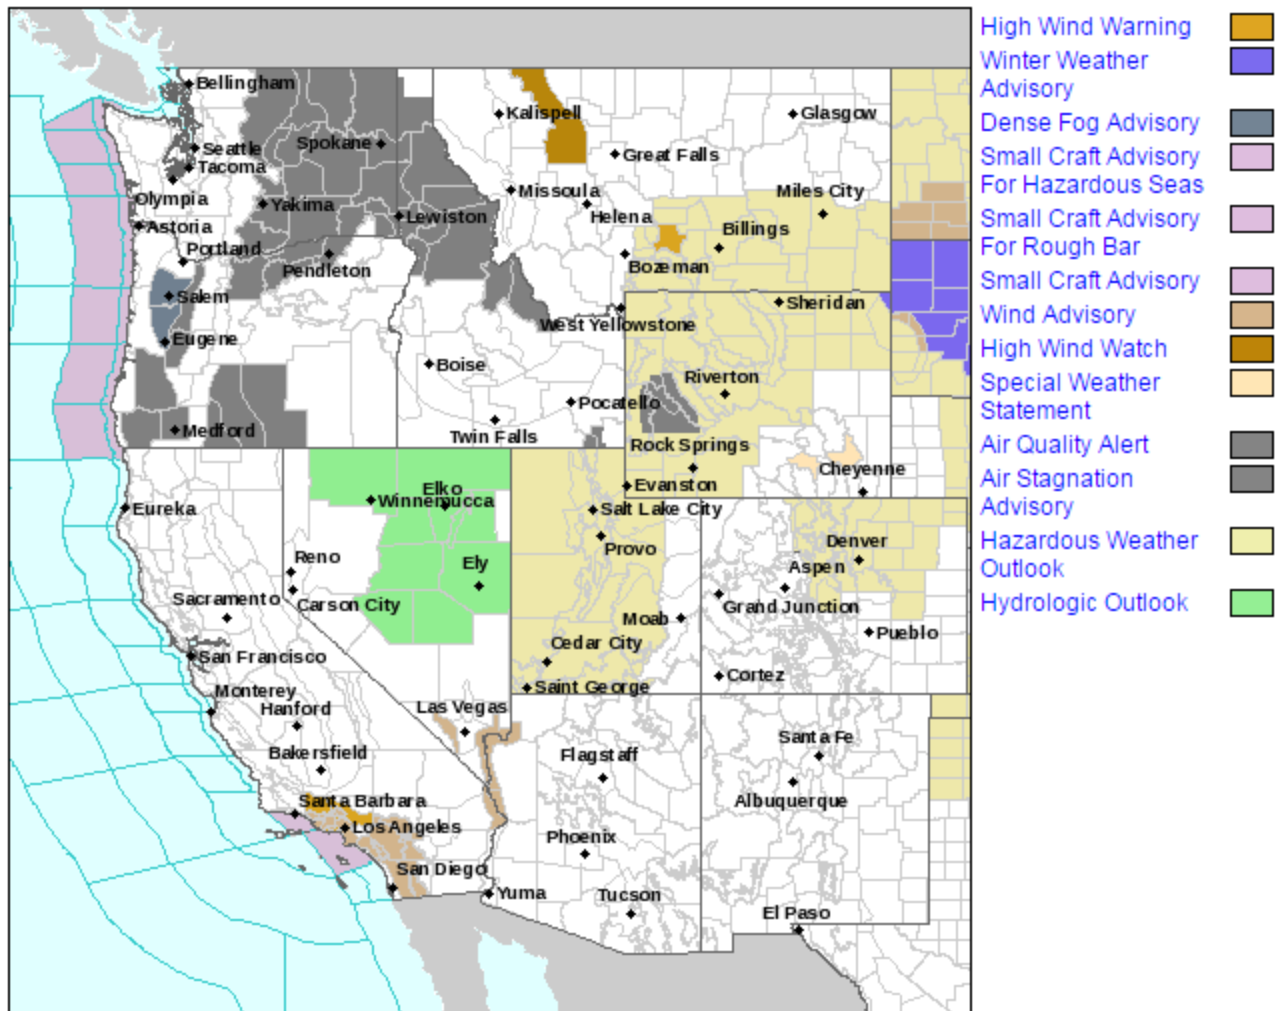 High Wind Warning
Winter Weather
Advisory
Dense Fog Advisory
Small Craft Advisory
For Hazardous Seas
Small Craft Advisory
For Rough Bar
Small Craft Advisory
Wind Advisory
High Wind Watch
Special Weather
Statement
Air Quality Alert
Air Stagnation
Advisory
Hazardous Weather
Outlook
Hydrologic Outlook
Bellingham
Kalispell
Glasgow
Seattle
Spokane
Great Falls
Tacoma
Olympia
Missoula
Miles City
Yakima
Lewiston
Helena
Astoria
Billings
Portland
Pendleton
Bozeman
Salem
Sheridan
West Yellowstone
Eugene
Boise
Riverton
Pocatello
Medford
Twin Falls
Rock Springs
Cheyenne
Elko
Evanston
Winnemucca
Eureka
Salt Lake City
Provo
Denver
Reno
Ely
Aspen
Sacramento
Carson City
Grand Junction
Moab
Pueblo
Cedar City
San Francisco
Cortez
Saint George
Monterey
Hanford
Las Vegas
Santa Fe
Bakersfield
Flagstaff
Santa Barbara
Albuquerque
Los Angeles
Phoenix
San Diego
Yuma
Tucson
El Paso